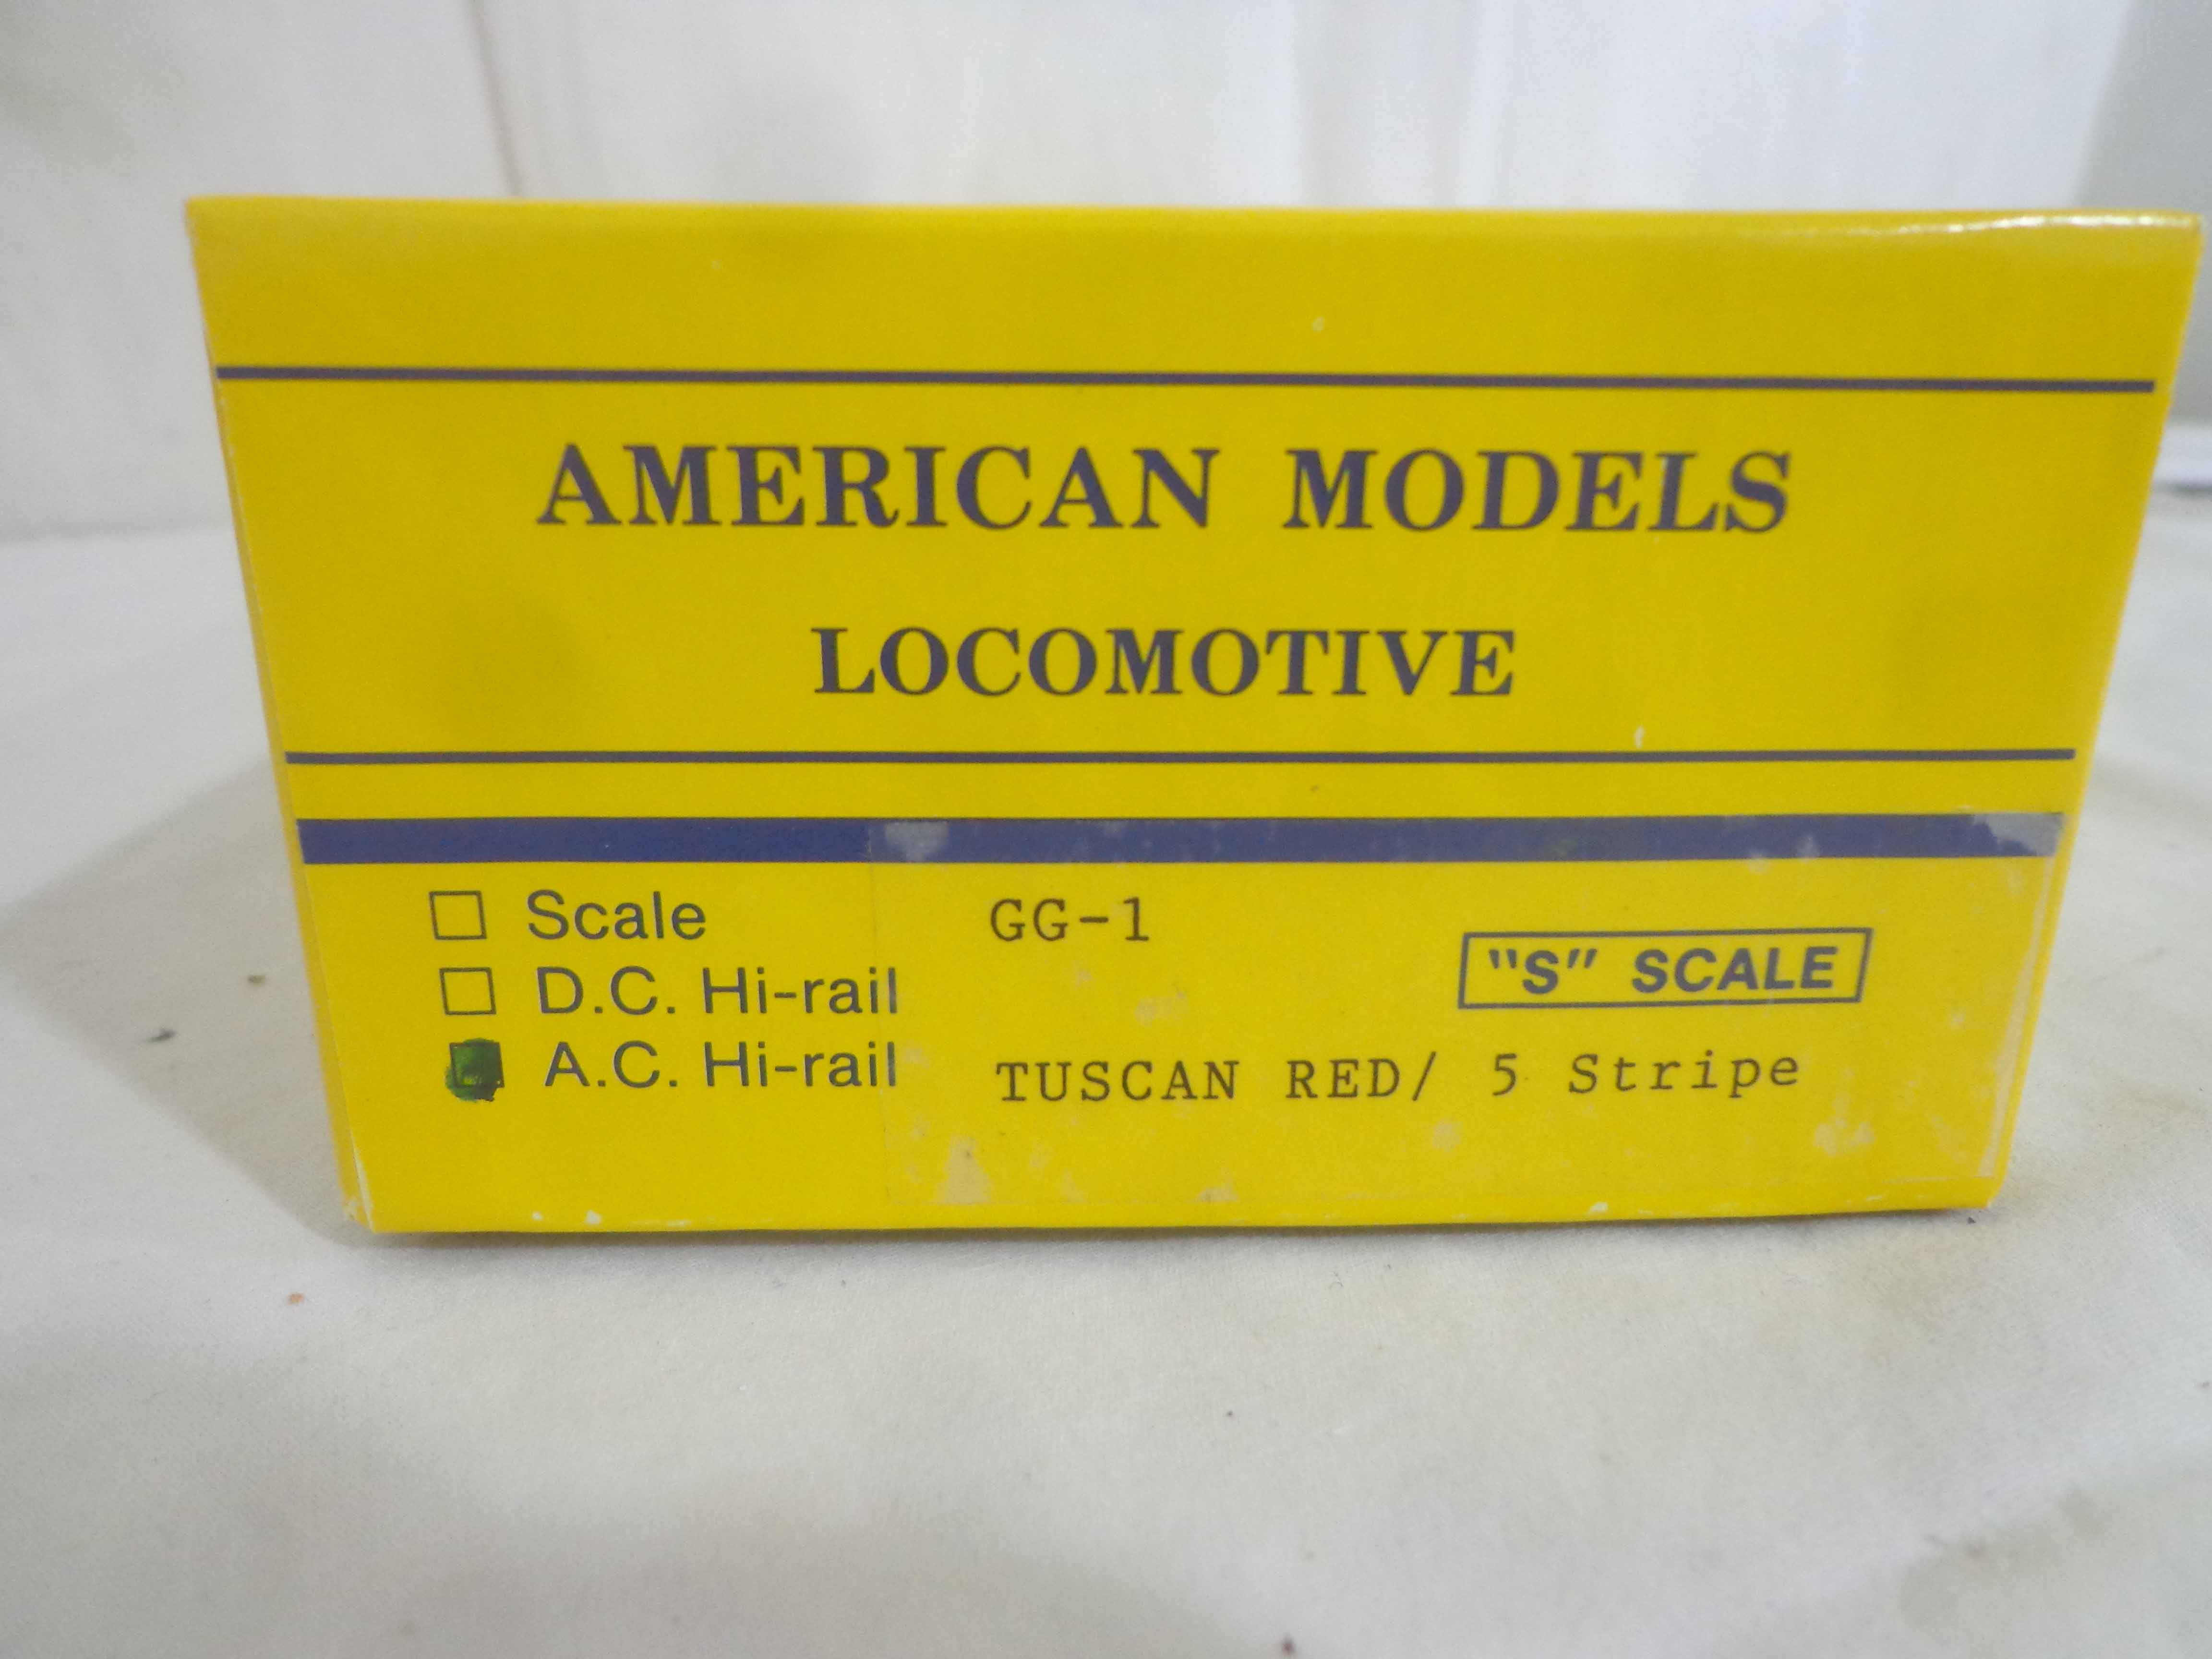 AMERICAN MODELS
LOCOMOTIVE
Scale
D.C. Hi-rail
A.C. Hi-rail
GG-1
"S" SCALE
TUSCAN RED/ 5 Stripe